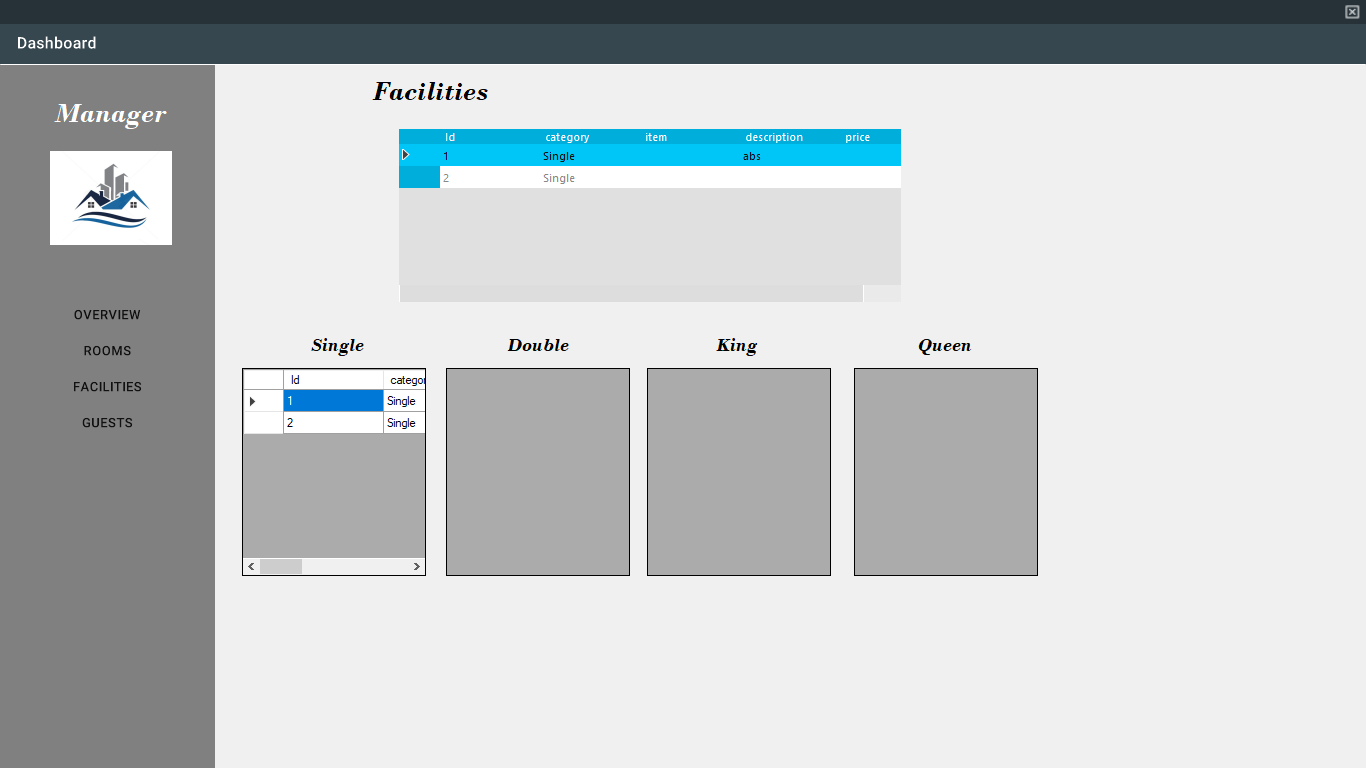 Dashboard
Manager
OVERVIEW
ROOMS
FACILITIES
GUESTS
Facilities
Id category item description price
1 Single abs
2 Single
Single Double King Queen
Id categor
1 Single
2 Single